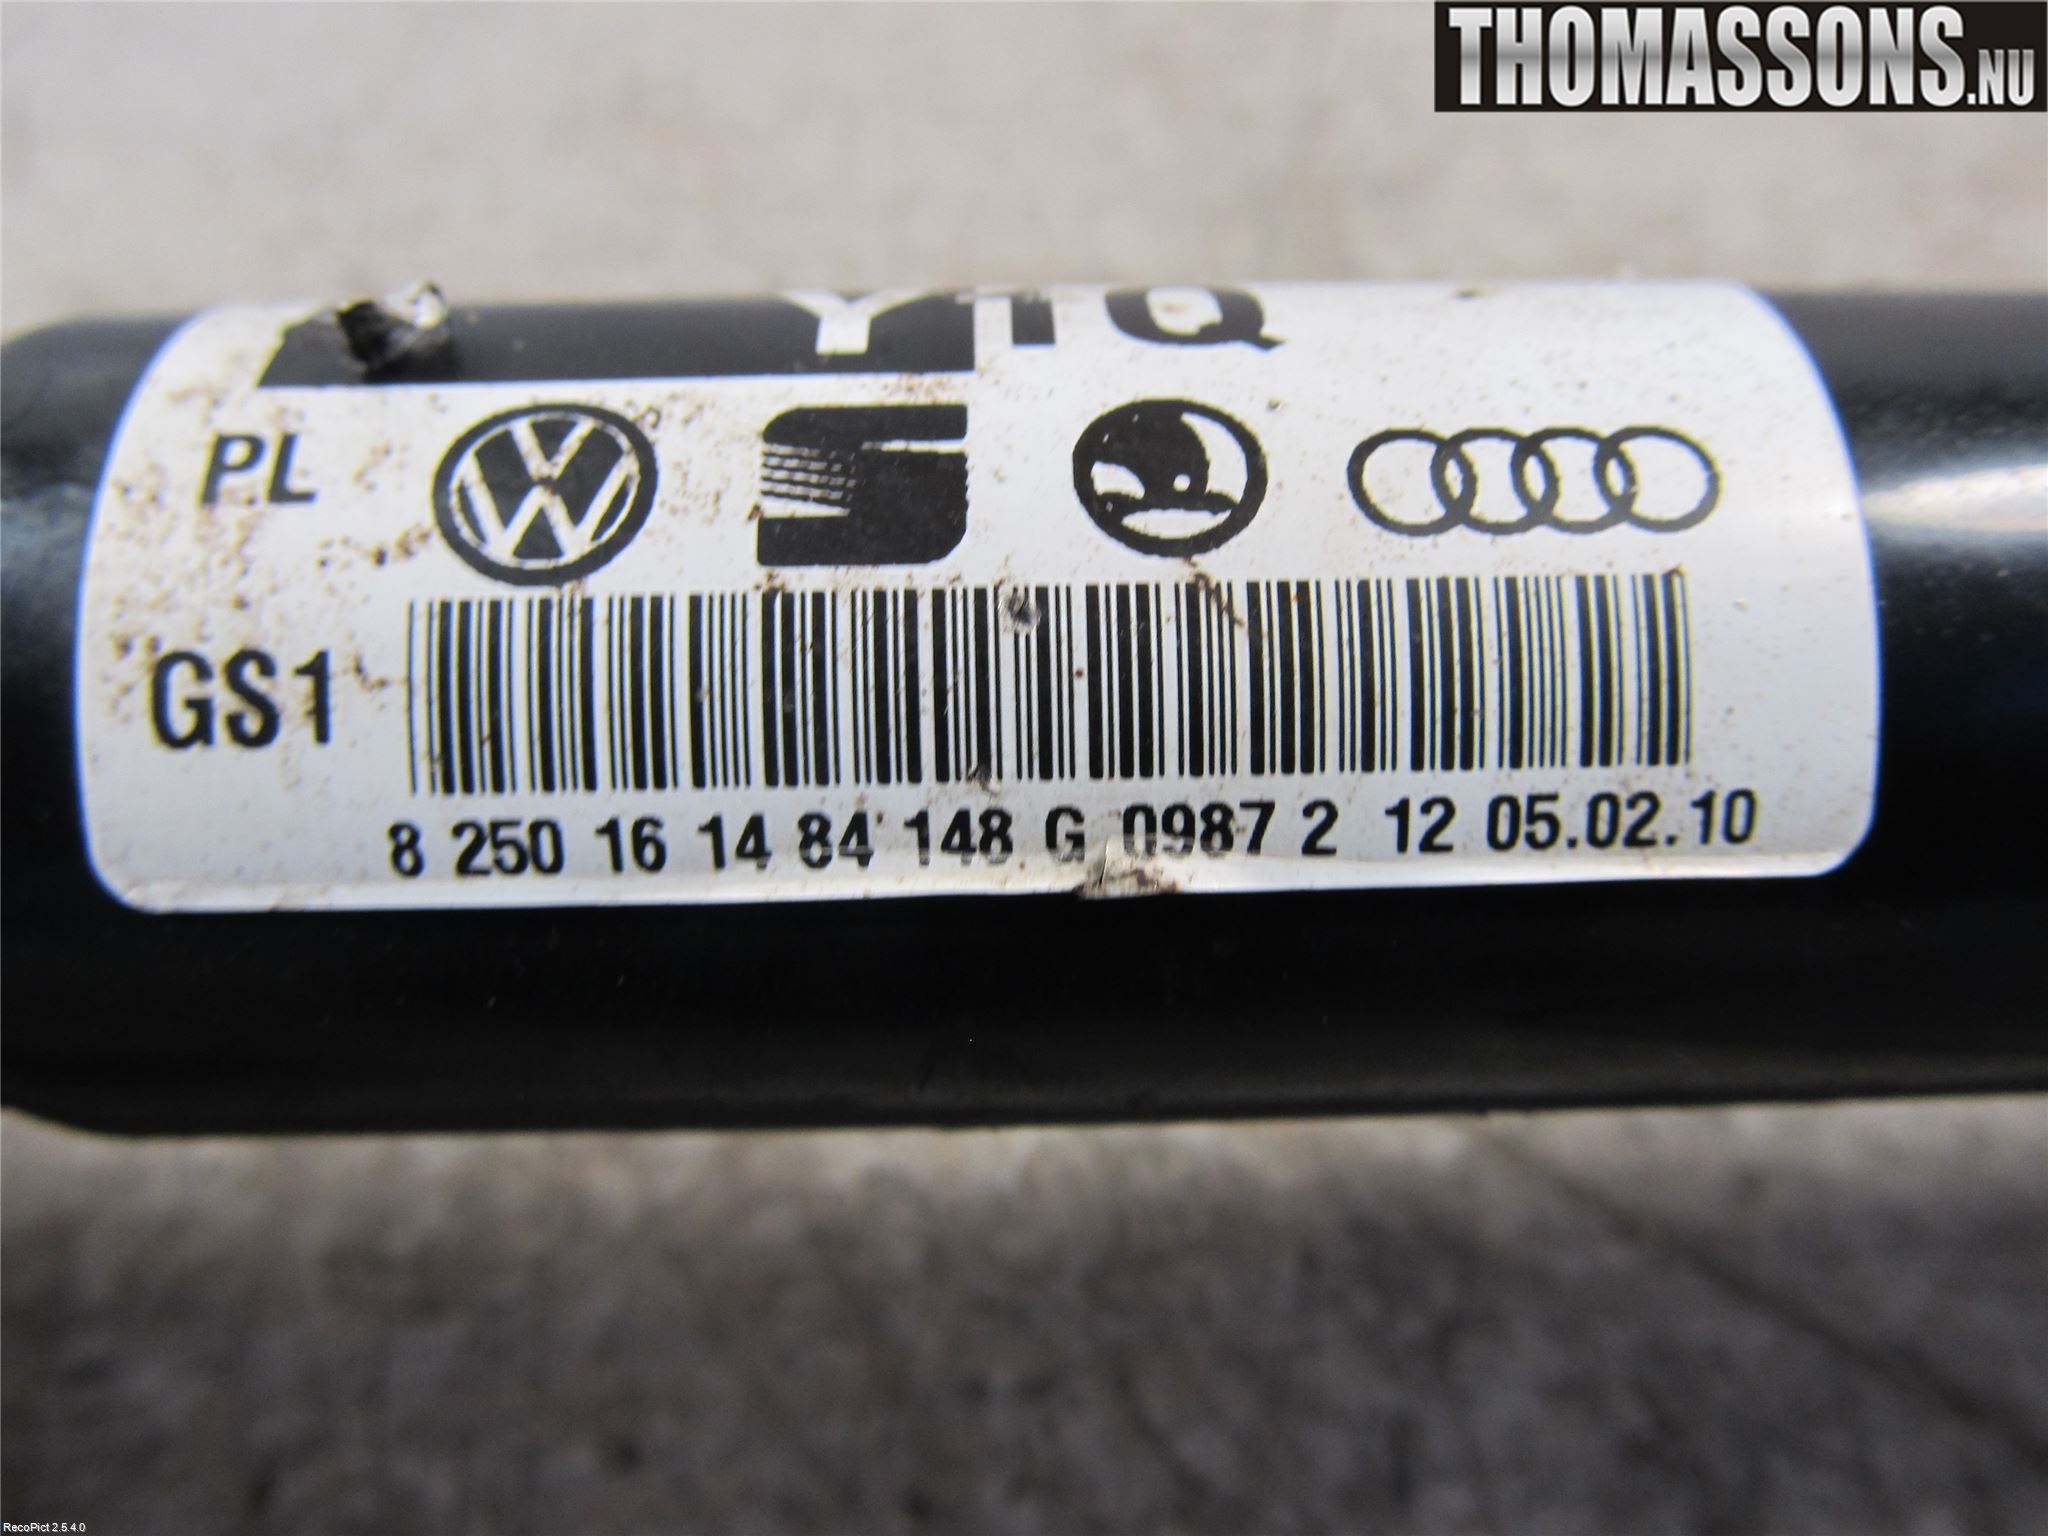 THOMASSONS.NU
PL
GS1
8 250 16 14 84 148 G 0987 2 12 05.02.10
RecoPict 2.5.4.0